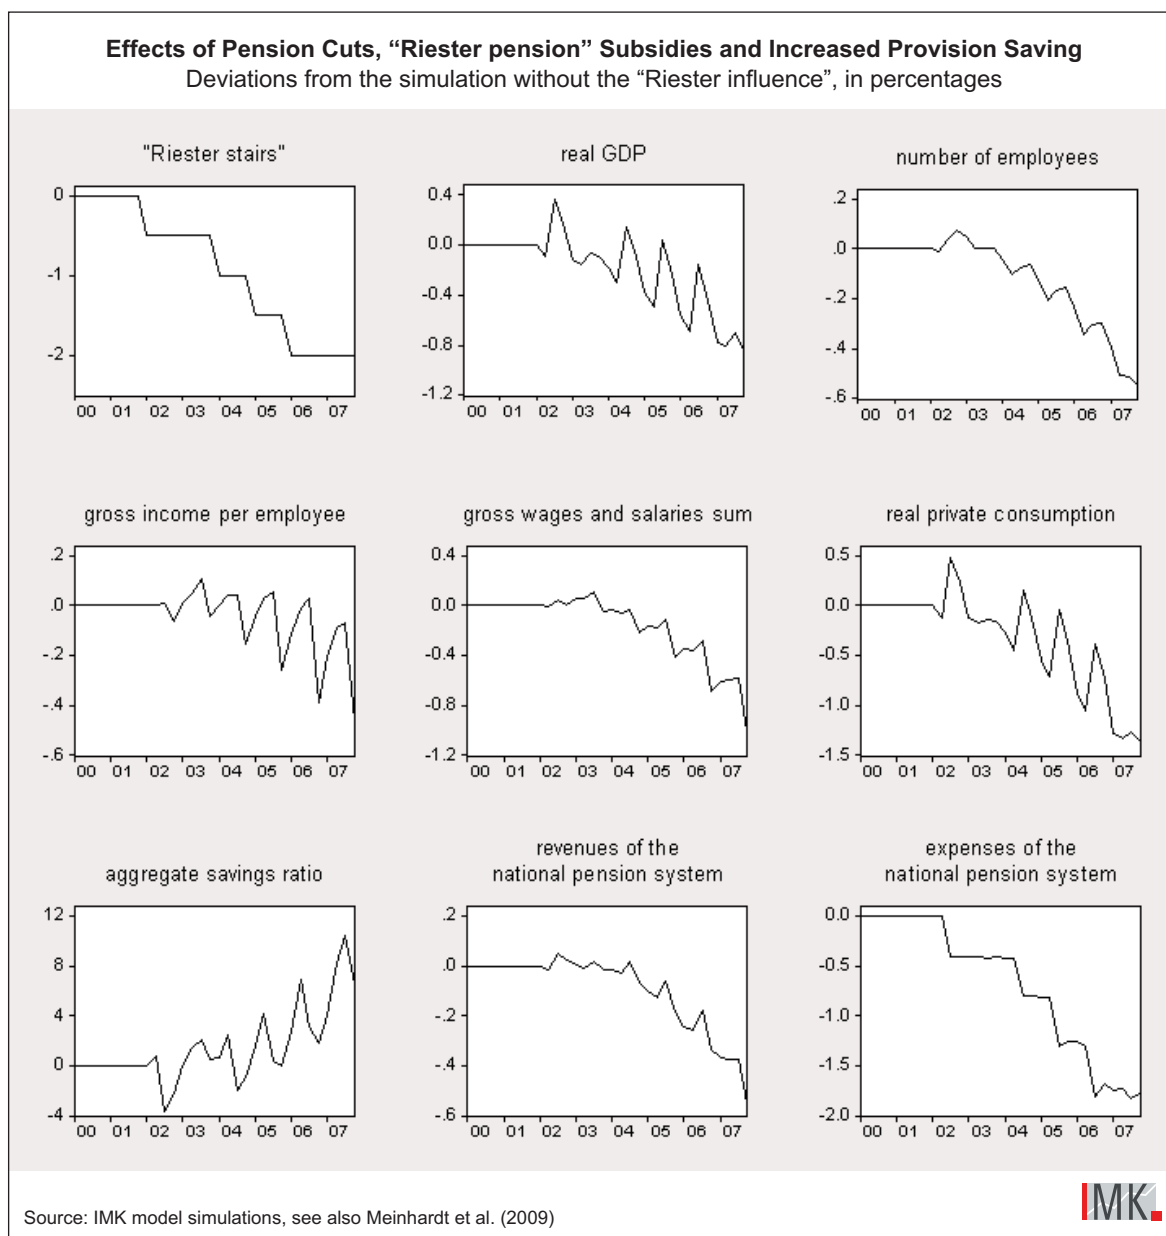 Effects of Pension Cuts, “Riester pension” Subsidies and Increased Provision Saving
Deviations from the simulation without the “Riester influence”, in percentages
"Riester stairs"
0
-1
-2
00 01 02 03 04 05 06 07
real GDP
0.4
0.0
-0.4
-0.8
-1.2
00 01 02 03 04 05 06 07
number of employees
.2
.0
-.2
-.4
-.6
00 01 02 03 04 05 06 07
gross income per employee
.2
.0
-.2
-.4
-.6
00 01 02 03 04 05 06 07
gross wages and salaries sum
0.4
0.0
-0.4
-0.8
-1.2
00 01 02 03 04 05 06 07
real private consumption
0.5
0.0
-0.5
-1.0
-1.5
00 01 02 03 04 05 06 07
aggregate savings ratio
12
8
4
0
-4
00 01 02 03 04 05 06 07
revenues of the
national pension system
.2
.0
-.2
-.4
-.6
00 01 02 03 04 05 06 07
expenses of the
national pension system
0.0
-0.5
-1.0
-1.5
-2.0
00 01 02 03 04 05 06 07
Source: IMK model simulations, see also Meinhardt et al. (2009)
IMK